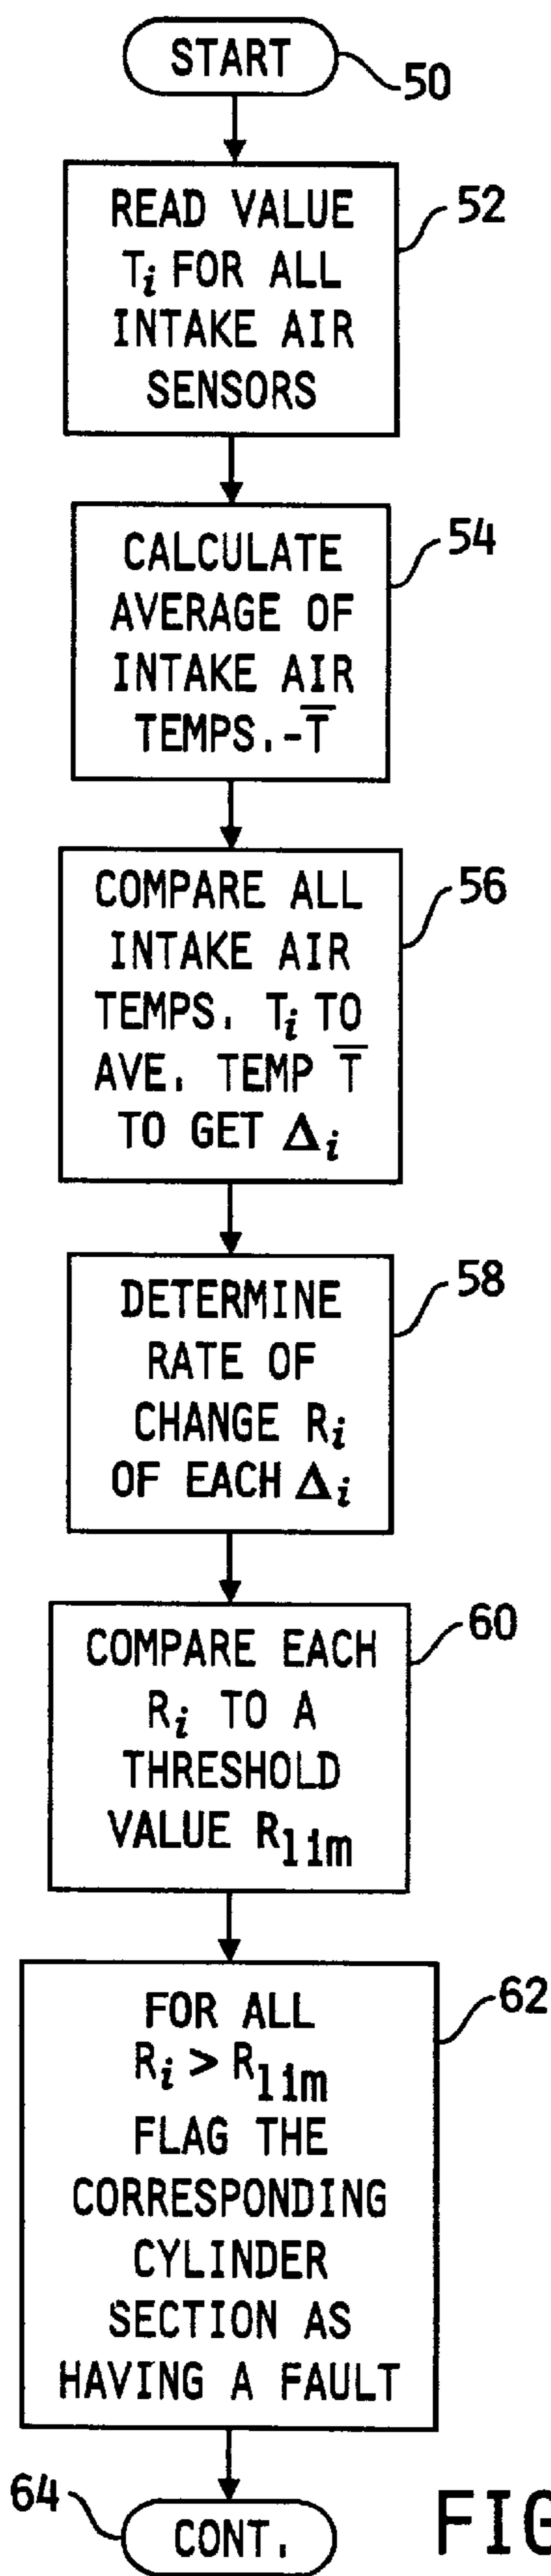 START
50
READ VALUE
Ti FOR ALL
INTAKE AIR
SENSORS
52
CALCULATE
AVERAGE OF
INTAKE AIR
TEMPS.-T̅
54
COMPARE ALL
INTAKE AIR
TEMPS. Ti TO
AVE. TEMP T̅
TO GET Δi
56
DETERMINE
RATE OF
CHANGE Ri
OF EACH Δi
58
COMPARE EACH
Ri TO A
THRESHOLD
VALUE Rlim
60
FOR ALL
Ri > Rlim
FLAG THE
CORRESPONDING
CYLINDER
SECTION AS
HAVING A FAULT
62
64
CONT.
FIG